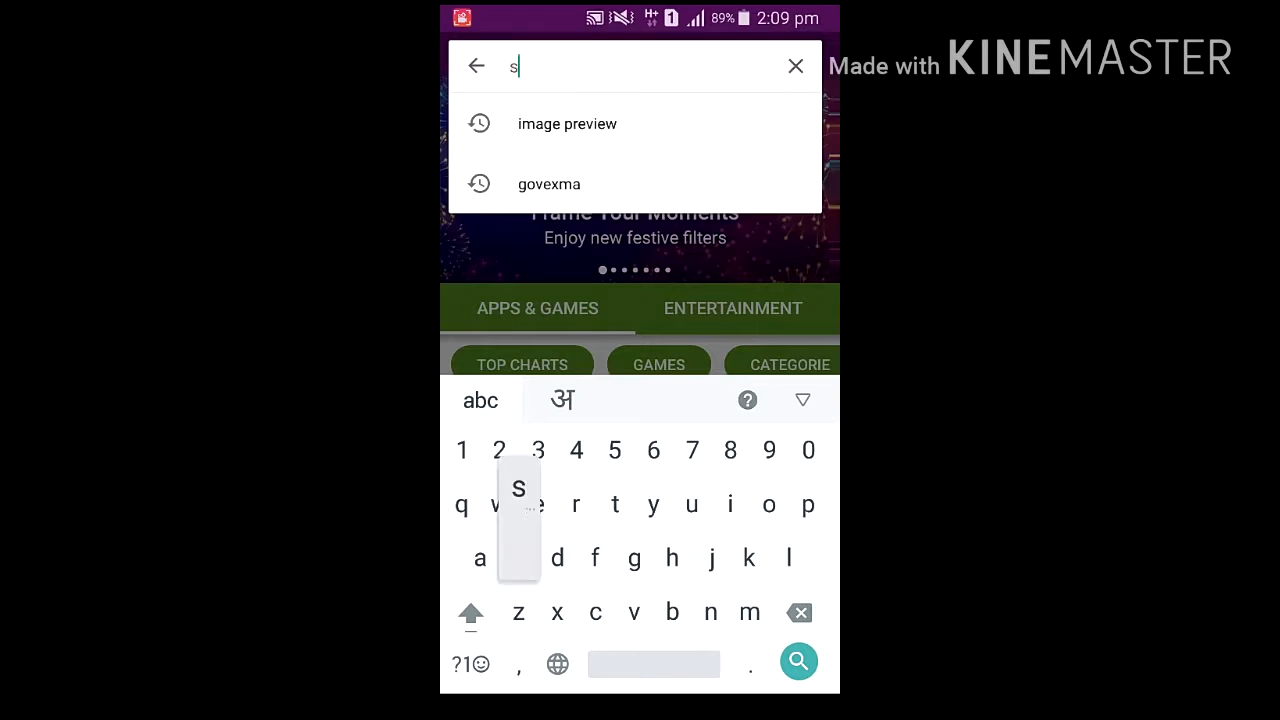 H+ 1 89% 2:09 pm
s
Made with KINEMASTER
image preview
govexma
Frame Your Moments
Enjoy new festive filters
APPS & GAMES ENTERTAINMENT
TOP CHARTS GAMES CATEGORIE
abc अ ?
1 2 3 4 5 6 7 8 9 0
s
q w e r t y u i o p
a d f g h j k l
z x c v b n m
?1☺ , .